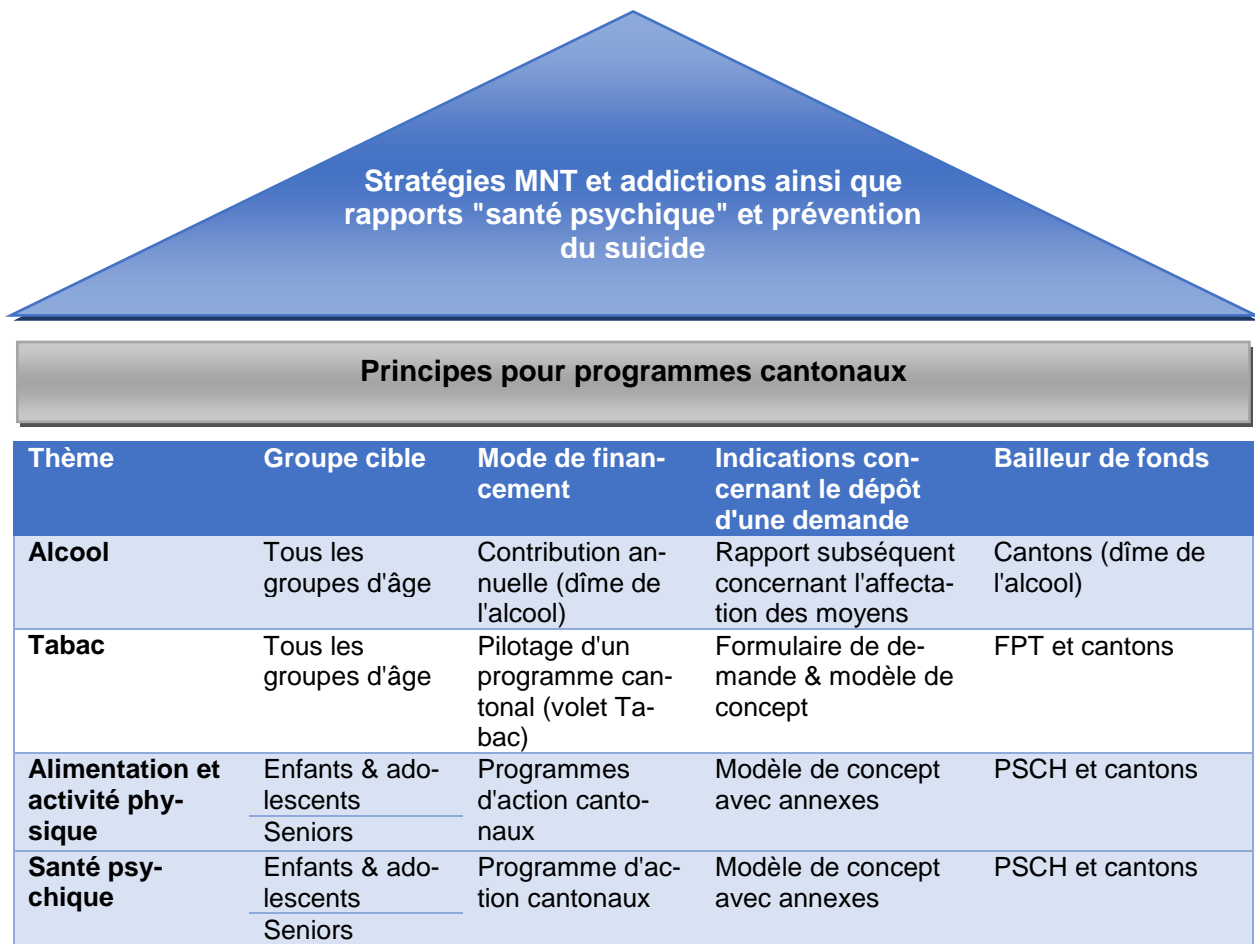 Stratégies MNT et addictions ainsi que
rapports "santé psychique" et prévention
du suicide
Principes pour programmes cantonaux
Thème
Groupe cible
Mode de finan-
cement
Indications con-
cernant le dépôt
d'une demande
Bailleur de fonds
Alcool
Tous les
groupes d'âge
Contribution an-
nuelle (dîme de
l'alcool)
Rapport subséquent
concernant l'affecta-
tion des moyens
Cantons (dîme de
l'alcool)
Tabac
Tous les
groupes d'âge
Pilotage d'un
programme can-
tonal (volet Ta-
bac)
Formulaire de de-
mande & modèle de
concept
FPT et cantons
Alimentation et
activité phy-
sique
Enfants & ado-
lescents
Seniors
Programmes
d'action canto-
naux
Modèle de concept
avec annexes
PSCH et cantons
Santé psy-
chique
Enfants & ado-
lescents
Seniors
Programme d'ac-
tion cantonaux
Modèle de concept
avec annexes
PSCH et cantons